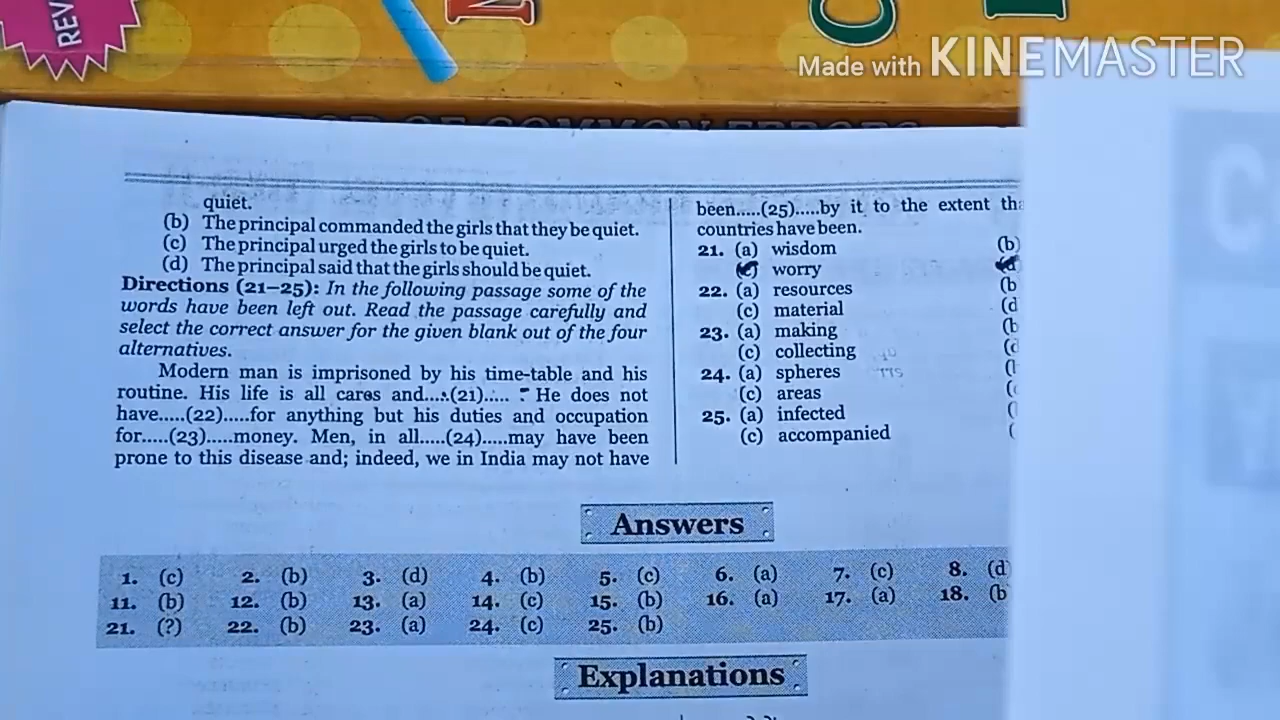 REV
Made with KINEMASTER
quiet.
(b) The principal commanded the girls that they be quiet.
(c) The principal urged the girls to be quiet.
(d) The principal said that the girls should be quiet.
Directions (21–25): In the following passage some of the
words have been left out. Read the passage carefully and
select the correct answer for the given blank out of the four
alternatives.
Modern man is imprisoned by his time-table and his
routine. His life is all cares and.....(21)..... He does not
have.....(22).....for anything but his duties and occupation
for.....(23).....money. Men, in all.....(24).....may have been
prone to this disease and; indeed, we in India may not have
been.....(25).....by it to the extent tha
countries have been.
21. (a) wisdom (b)
worry
22. (a) resources (b
(c) material (d
23. (a) making (b
(c) collecting (d
24. (a) spheres
(c) areas
25. (a) infected
(c) accompanied
Answers
1. (c) 2. (b) 3. (d) 4. (b) 5. (c) 6. (a) 7. (c) 8. (d
11. (b) 12. (b) 13. (a) 14. (c) 15. (b) 16. (a) 17. (a) 18. (b
21. (?) 22. (b) 23. (a) 24. (c) 25. (b)
Explanations